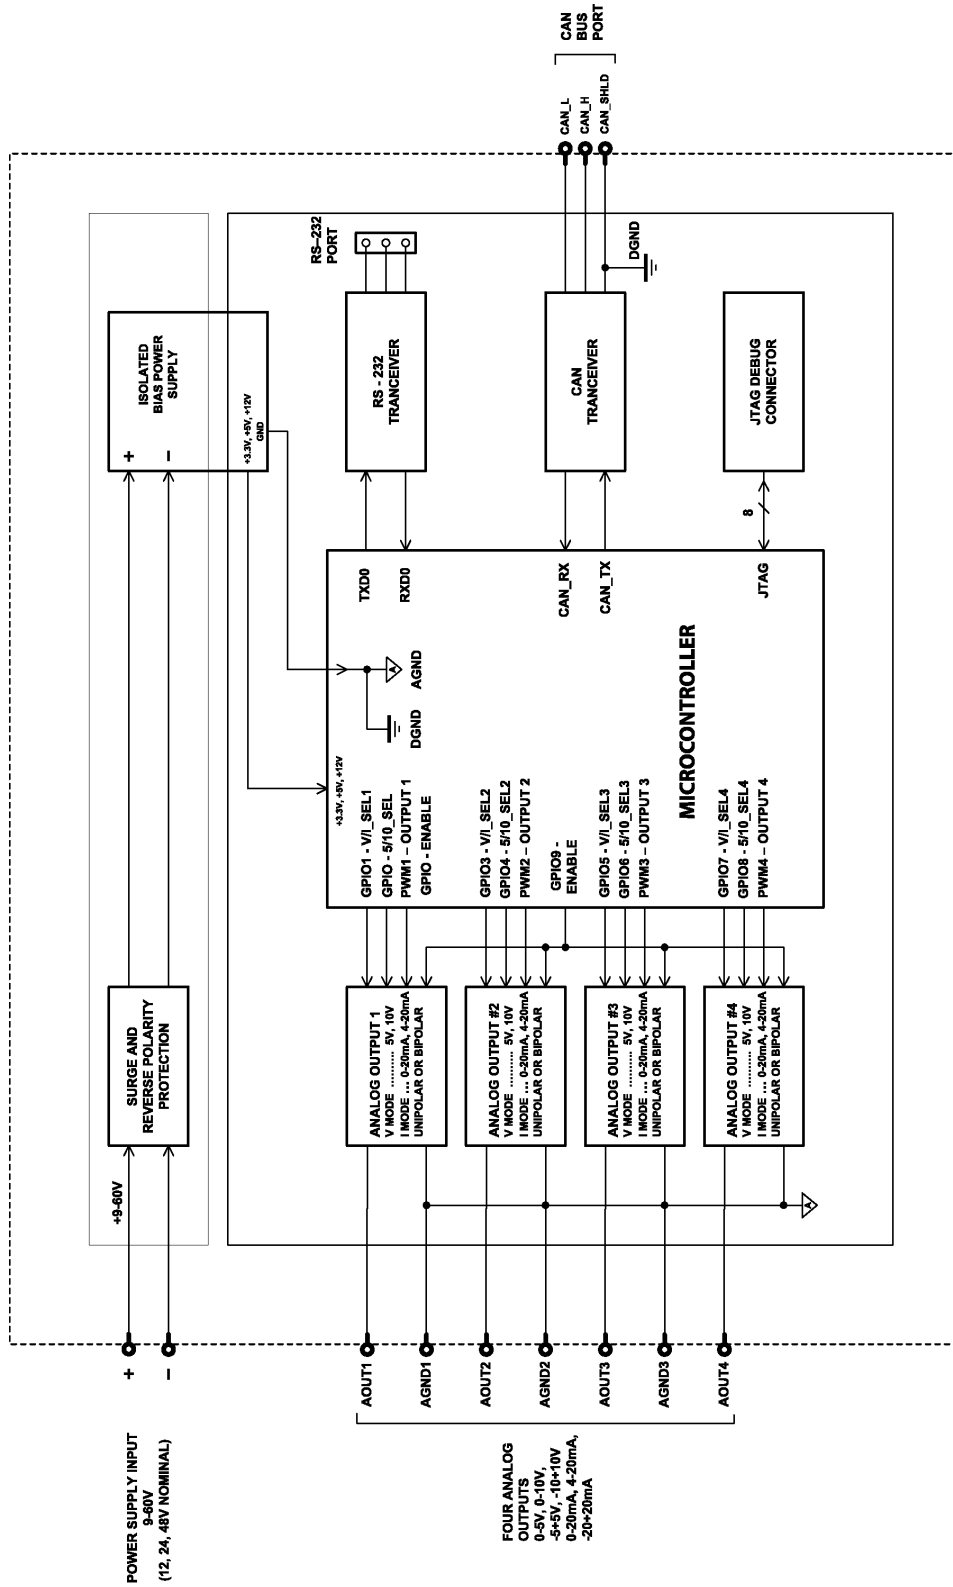 POWER SUPPLY INPUT
9-60V
(12, 24, 48V NOMINAL)
+
–
+9-60V
SURGE AND
REVERSE POLARITY
PROTECTION
+
–
ISOLATED
BIAS POWER
SUPPLY
+3.3V, +5V, +12V
GND
RS–232
PORT
RS - 232
TRANCEIVER
CAN
TRANCEIVER
JTAG DEBUG
CONNECTOR
DGND
CAN_L
CAN_H
CAN_SHLD
CAN
BUS
PORT
8
+3.3V, +5V, +12V
DGND
A
AGND
TXD0
RXD0
CAN_RX
CAN_TX
JTAG
MICROCONTROLLER
GPIO1 - V/I_SEL1
GPIO - 5/10_SEL
PWM1 – OUTPUT 1
GPIO - ENABLE
GPIO3 - V/I_SEL2
GPIO4 - 5/10_SEL2
PWM2 – OUTPUT 2
GPIO9 -
ENABLE
GPIO5 - V/I_SEL3
GPIO6 - 5/10_SEL3
PWM3 – OUTPUT 3
GPIO7 - V/I_SEL4
GPIO8 - 5/10_SEL4
PWM4 – OUTPUT 4
ANALOG OUTPUT 1
V MODE ......... 5V, 10V
I MODE ... 0-20mA, 4-20mA
UNIPOLAR OR BIPOLAR
ANALOG OUTPUT #2
V MODE ......... 5V, 10V
I MODE ... 0-20mA, 4-20mA
UNIPOLAR OR BIPOLAR
ANALOG OUTPUT #3
V MODE ......... 5V, 10V
I MODE ... 0-20mA, 4-20mA
UNIPOLAR OR BIPOLAR
ANALOG OUTPUT #4
V MODE ......... 5V, 10V
I MODE ... 0-20mA, 4-20mA
UNIPOLAR OR BIPOLAR
A
AOUT1
AGND1
AOUT2
AGND2
AOUT3
AGND3
AOUT4
FOUR ANALOG
OUTPUTS
0-5V, 0-10V,
-5+5V, -10+10V
0-20mA, 4-20mA,
-20+20mA